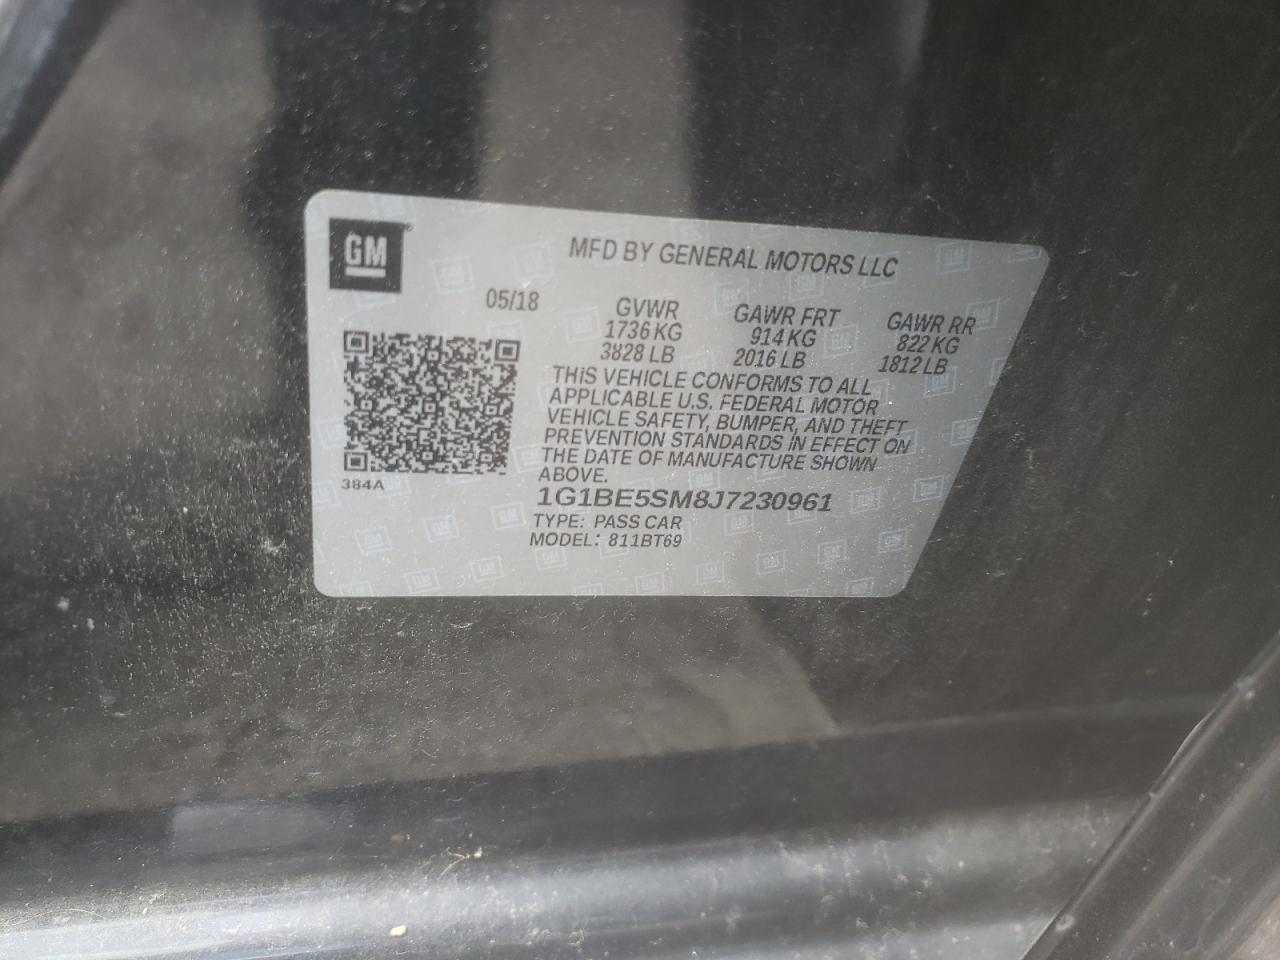 GM
MFD BY GENERAL MOTORS LLC
05/18
GVWR GAWR FRT GAWR RR
1736 KG 914 KG 822 KG
3828 LB 2016 LB 1812 LB
THIS VEHICLE CONFORMS TO ALL
APPLICABLE U.S. FEDERAL MOTOR
VEHICLE SAFETY, BUMPER, AND THEFT
PREVENTION STANDARDS IN EFFECT ON
THE DATE OF MANUFACTURE SHOWN
ABOVE.
384A
1G1BE5SM8J7230961
TYPE: PASS CAR
MODEL: 811BT69